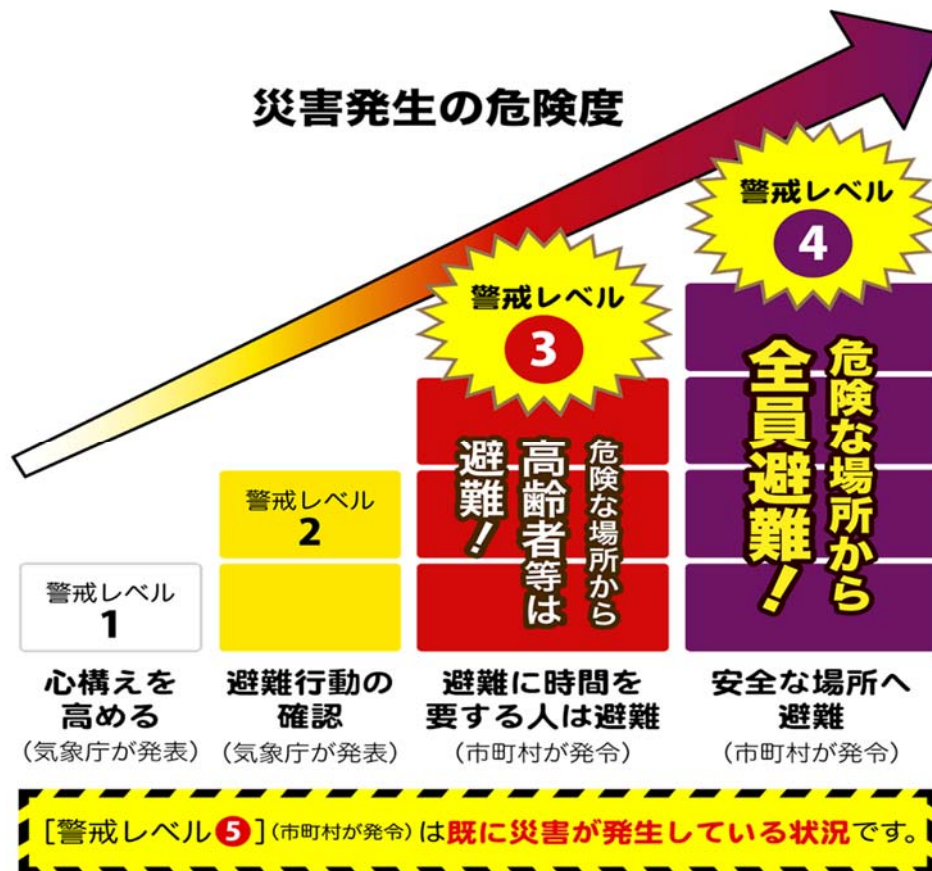 災害発生の危険度
警戒レベル
1
心構えを
高める
(気象庁が発表)
警戒レベル
2
避難行動の
確認
(気象庁が発表)
警戒レベル
3
危険な場所から
高齢者等は
避難!
避難に時間を
要する人は避難
(市町村が発令)
警戒レベル
4
危険な場所から
全員避難!
安全な場所へ
避難
(市町村が発令)
[警戒レベル5](市町村が発令)は既に災害が発生している状況です。